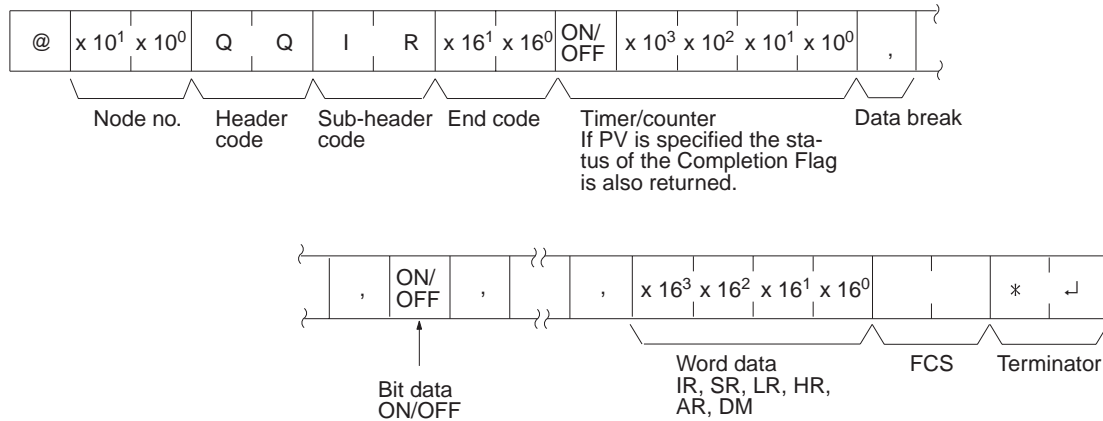 @ x 10¹ x 10⁰ Q Q I R x 16¹ x 16⁰ ON/OFF x 10³ x 10² x 10¹ x 10⁰ ,
Node no.
Header
code
Sub-header
code
End code
Timer/counter
If PV is specified the sta-
tus of the Completion Flag
is also returned.
Data break
, ON/OFF , , x 16³ x 16² x 16¹ x 16⁰ * ↵
Bit data
ON/OFF
Word data
IR, SR, LR, HR,
AR, DM
FCS
Terminator